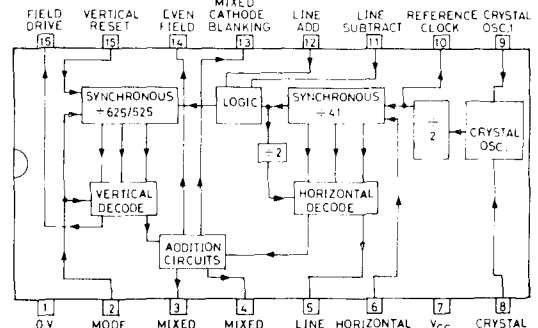 FIELD DRIVE
VERTICAL RESET
EVEN FIELD
MIXED CATHODE BLANKING
LINE ADD
LINE SUBTRACT
REFERENCE CLOCK
CRYSTAL OSC.1
15
14
13
12
11
10
9
SYNCHRONOUS ÷625/525
LOGIC
SYNCHRONOUS ÷41
÷2
CRYSTAL OSC.
÷2
VERTICAL DECODE
HORIZONTAL DECODE
ADDITION CIRCUITS
1
2
3
4
5
6
7
8
0V
MODE
MIXED
MIXED
LINE
HORIZONTAL
VCC
CRYSTAL